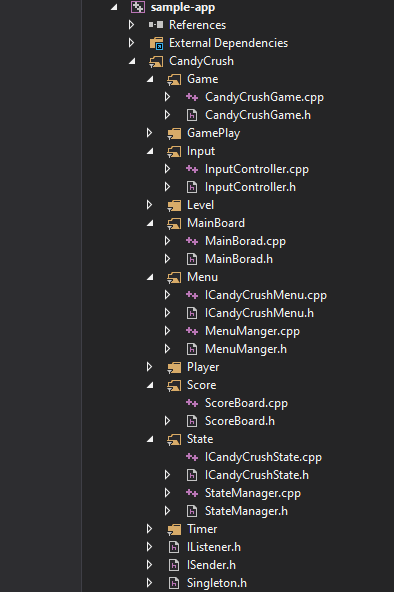 sample-app
References
External Dependencies
CandyCrush
Game
CandyCrushGame.cpp
CandyCrushGame.h
GamePlay
Input
InputController.cpp
InputController.h
Level
MainBoard
MainBorad.cpp
MainBorad.h
Menu
ICandyCrushMenu.cpp
ICandyCrushMenu.h
MenuManger.cpp
MenuManger.h
Player
Score
ScoreBoard.cpp
ScoreBoard.h
State
ICandyCrushState.cpp
ICandyCrushState.h
StateManager.cpp
StateManager.h
Timer
IListener.h
ISender.h
Singleton.h